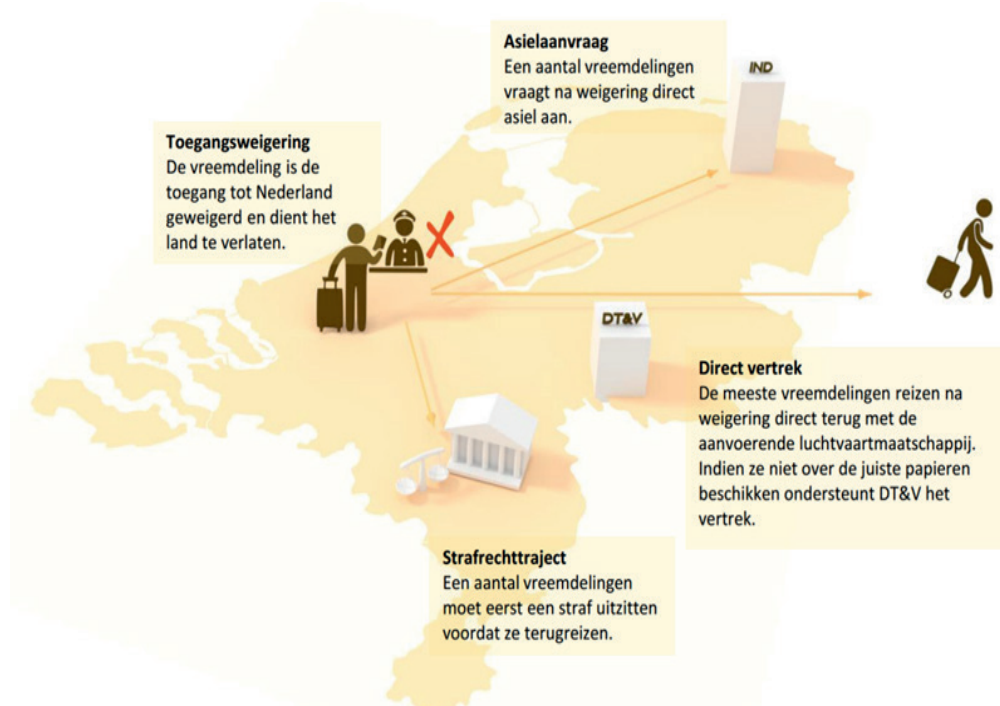 Asielaanvraag
Een aantal vreemdelingen
vraagt na weigering direct
asiel aan.
IND
Toegangsweigering
De vreemdeling is de
toegang tot Nederland
geweigerd en dient het
land te verlaten.
DT&V
Direct vertrek
De meeste vreemdelingen reizen na
weigering direct terug met de
aanvoerende luchtvaartmaatschappij.
Indien ze niet over de juiste papieren
beschikken ondersteunt DT&V het
vertrek.
Strafrechttraject
Een aantal vreemdelingen
moet eerst een straf uitzitten
voordat ze terugreizen.